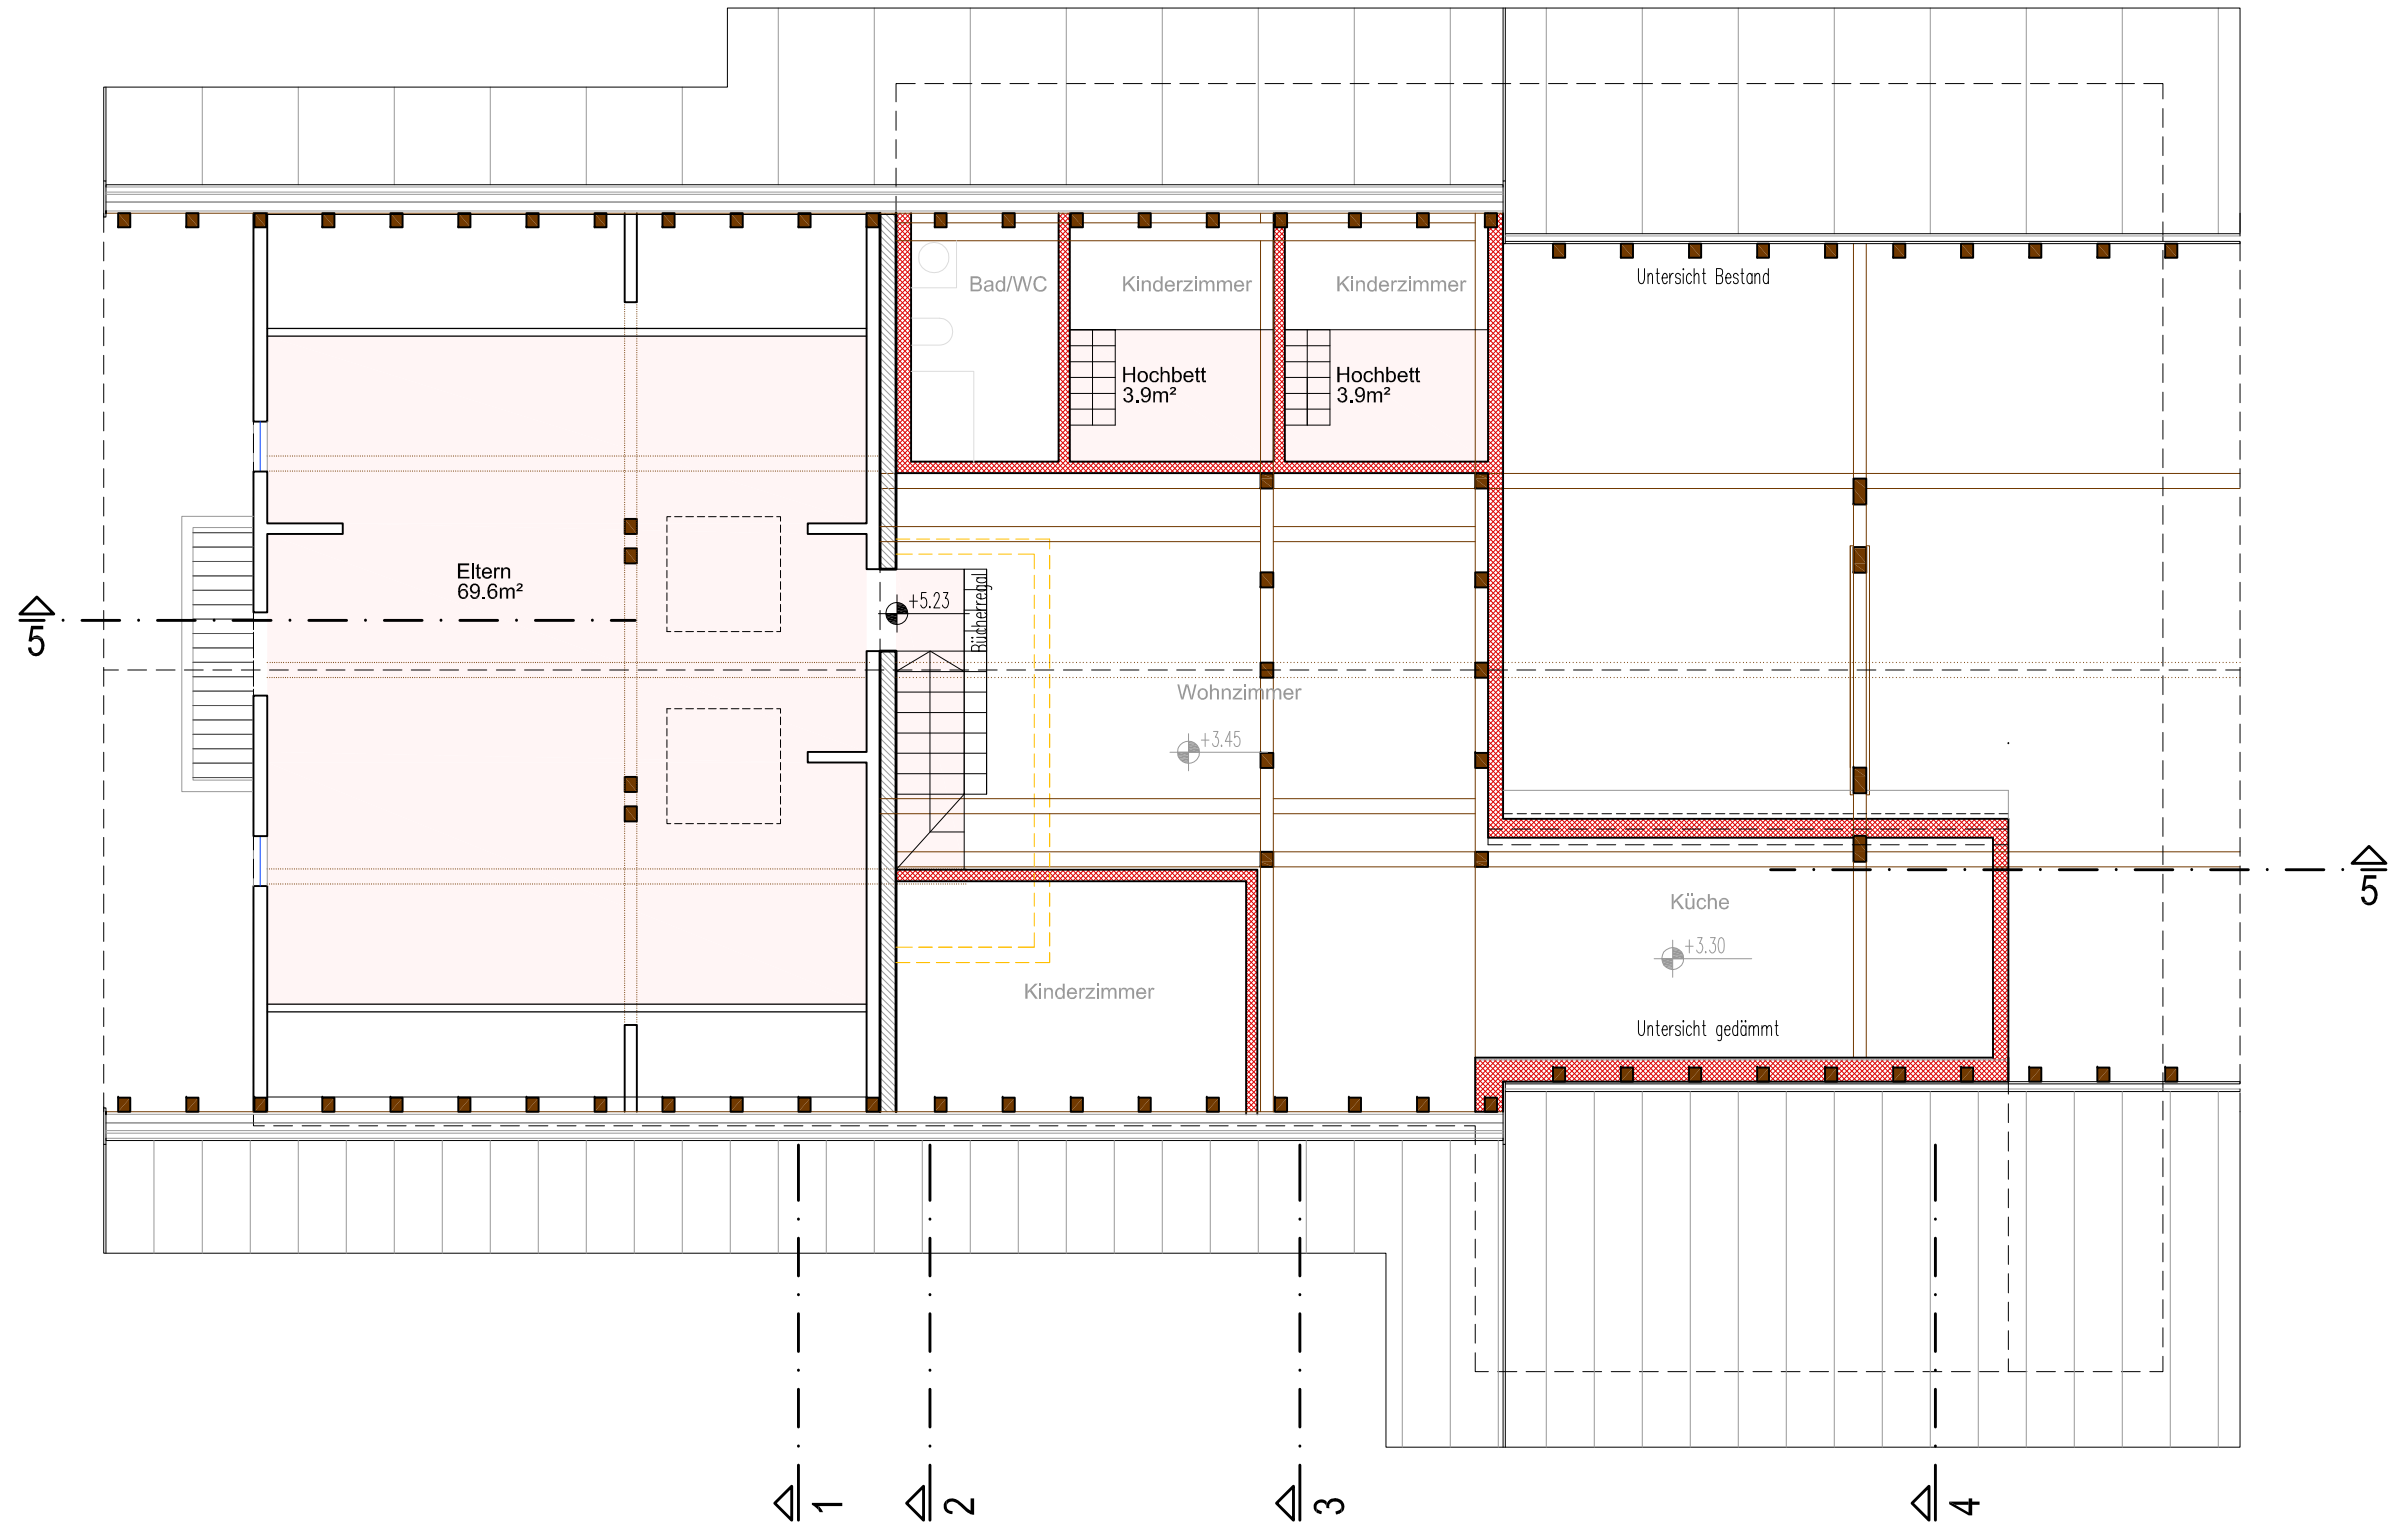 Untersicht Bestand
Bad/WC
Kinderzimmer
Kinderzimmer
Hochbett
3.9m²
Hochbett
3.9m²
Eltern
69.6m²
+5.23
Bücherregal
5
Wohnzimmer
+3.45
5
Küche
+3.30
Kinderzimmer
Untersicht gedämmt
1
2
3
4